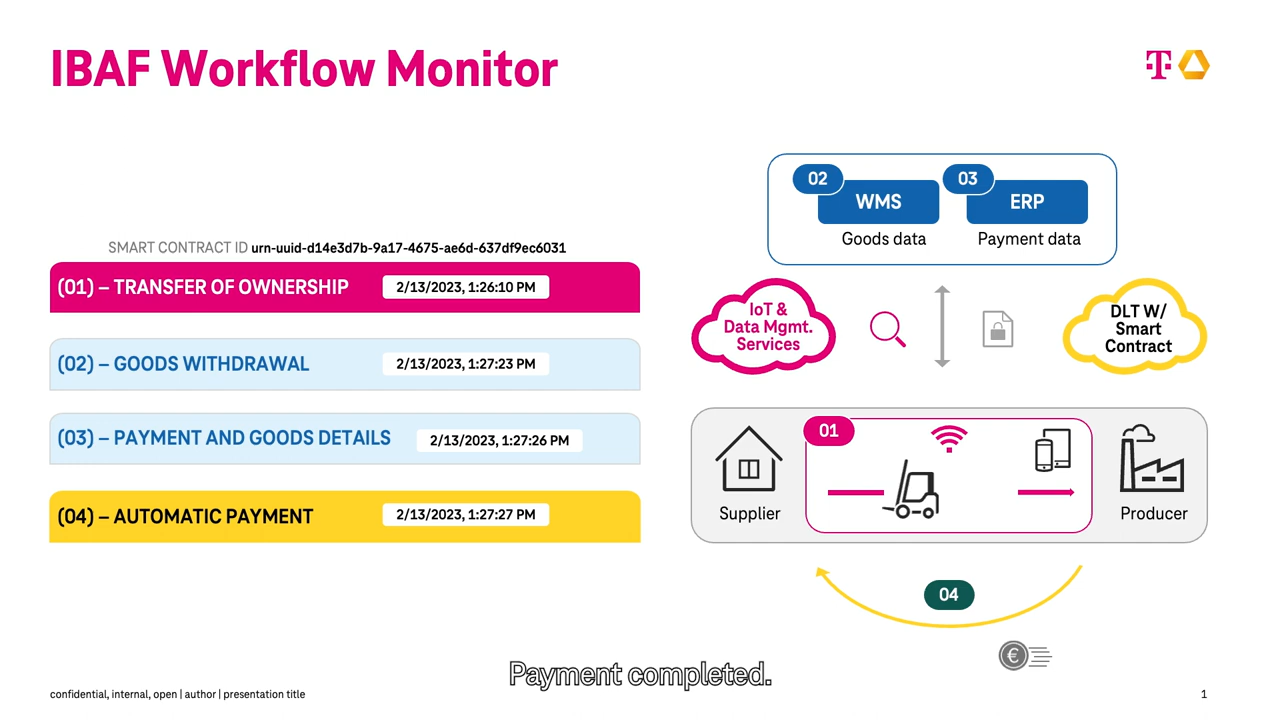 IBAF Workflow Monitor
T
SMART CONTRACT ID urn-uuid-d14e3d7b-9a17-4675-ae6d-637df9ec6031
(01) – TRANSFER OF OWNERSHIP 2/13/2023, 1:26:10 PM
(02) – GOODS WITHDRAWAL 2/13/2023, 1:27:23 PM
(03) – PAYMENT AND GOODS DETAILS 2/13/2023, 1:27:26 PM
(04) – AUTOMATIC PAYMENT 2/13/2023, 1:27:27 PM
02 03
WMS ERP
Goods data Payment data
IoT &
Data Mgmt.
Services
DLT W/
Smart
Contract
01
Supplier Producer
04
€
Payment completed.
confidential, internal, open | author | presentation title 1